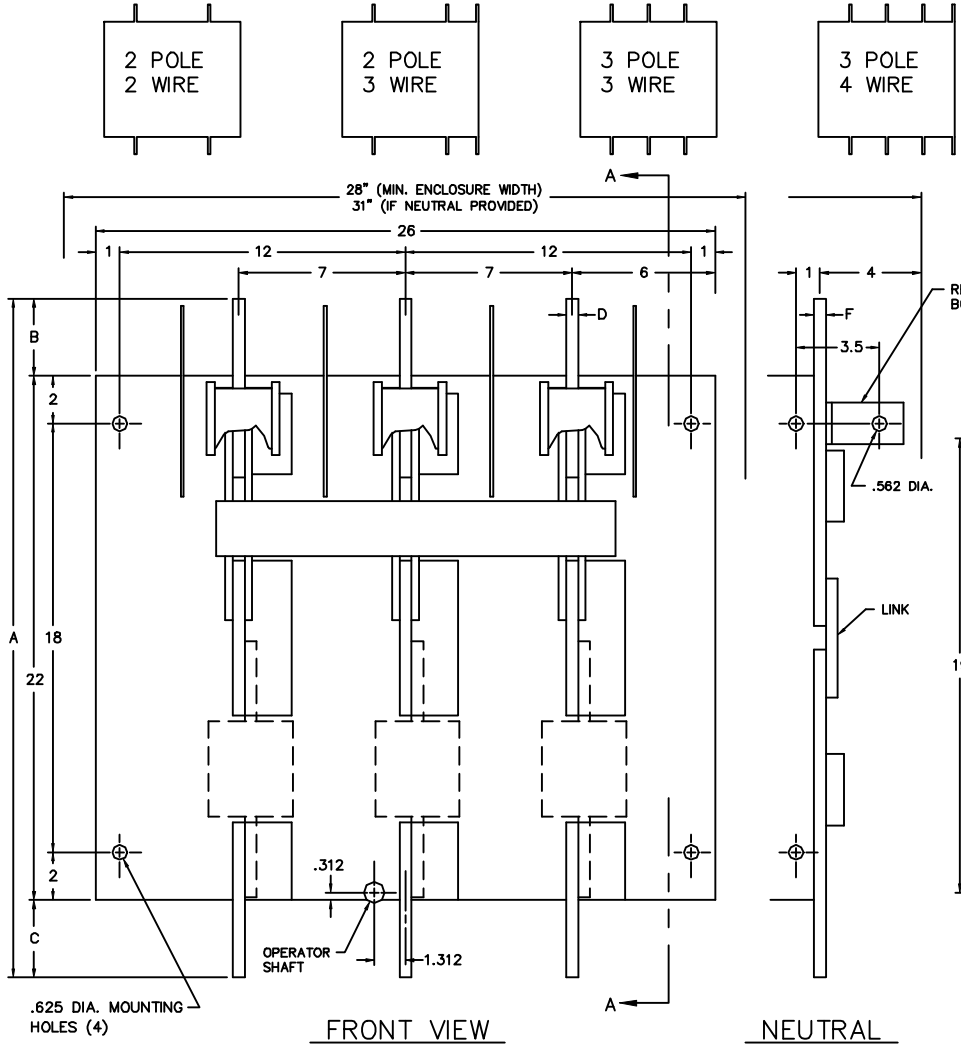 2 POLE
2 WIRE
2 POLE
3 WIRE
3 POLE
3 WIRE
3 POLE
4 WIRE
A
28" (MIN. ENCLOSURE WIDTH)
31" (IF NEUTRAL PROVIDED)
26
1
12
12
1
7
7
6
1
4
B
D
F
3.5
2
.562 DIA.
A
18
22
LINK
.312
2
C
OPERATOR
SHAFT
1.312
.625 DIA. MOUNTING
HOLES (4)
A
FRONT VIEW
NEUTRAL